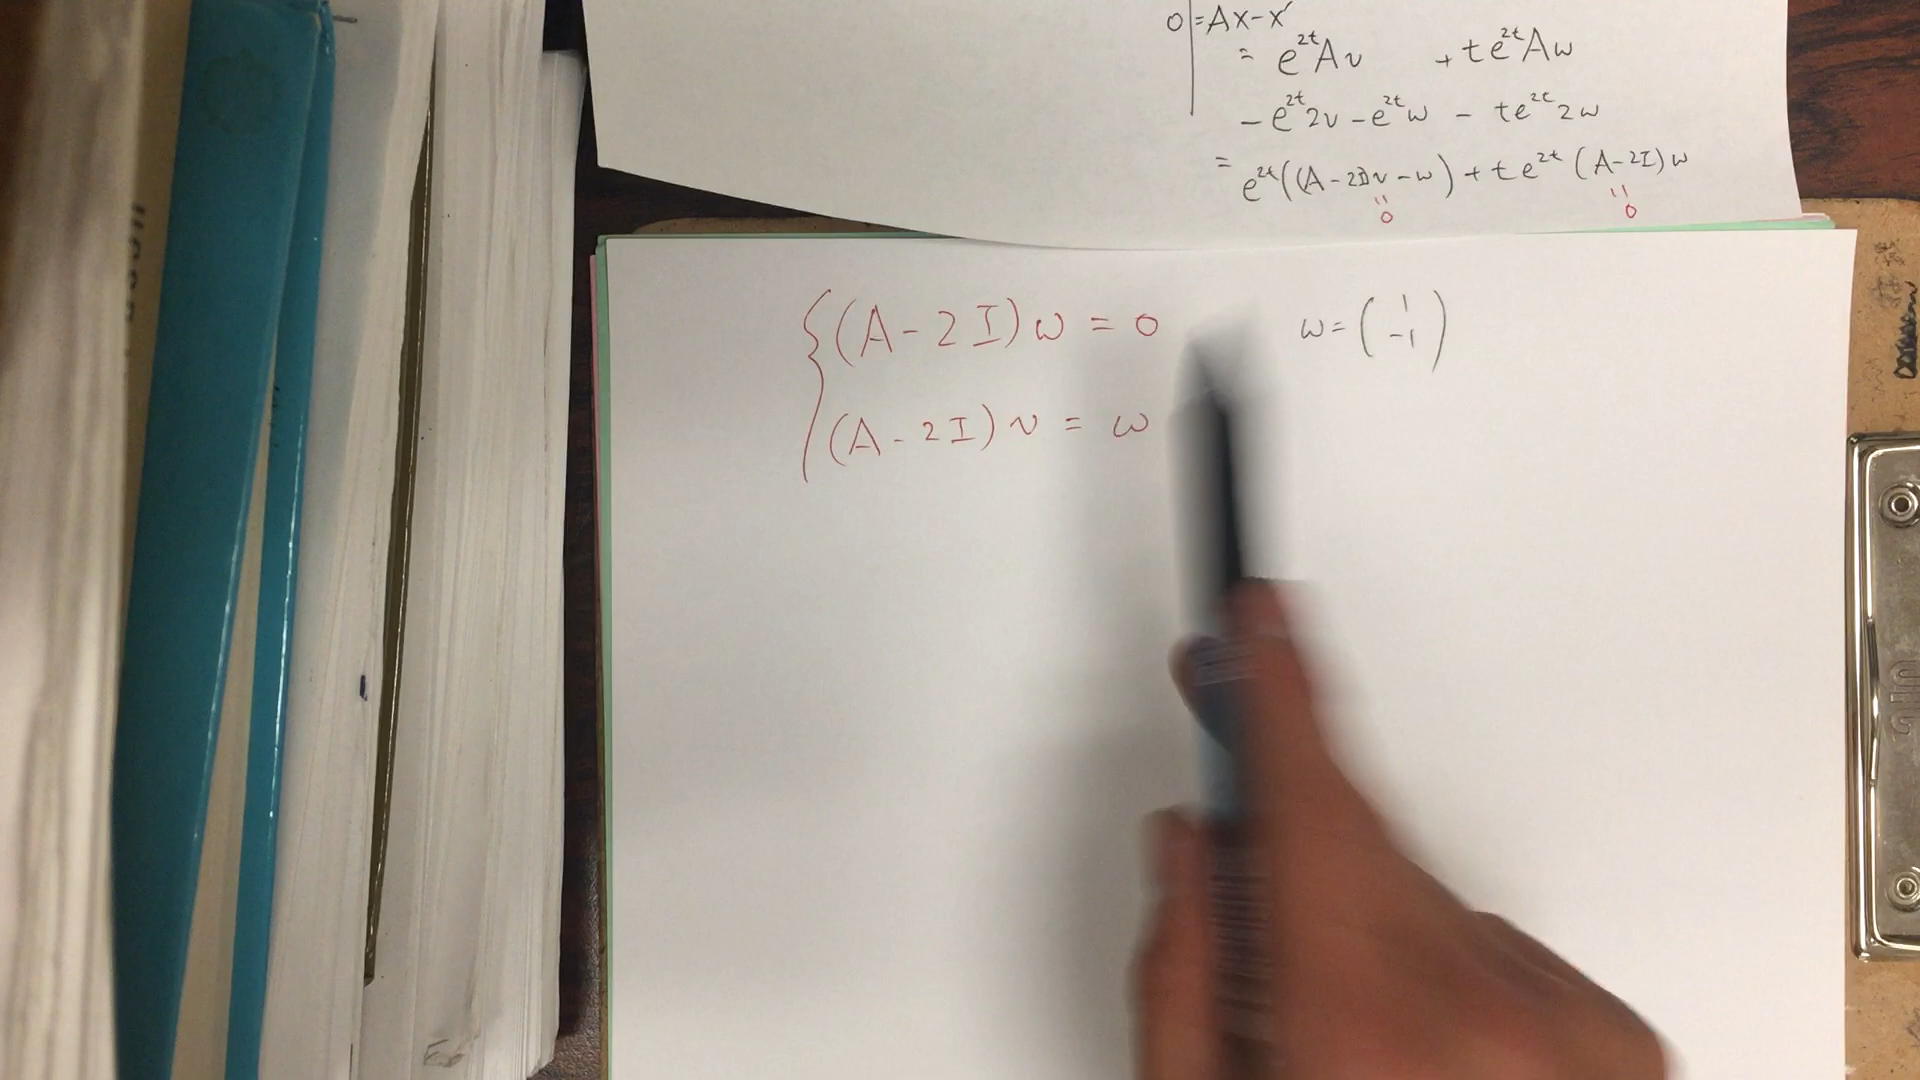 0 = Ax - x'
= e^{2t}Av + te^{2t}Aw
- e^{2t}2v - e^{2t}w - te^{2t}2w
= e^{2t}((A-2I)v - w) + te^{2t}(A-2I)w
= 0 = 0
{ (A-2I)w = 0 w = (1 -1)
(A-2I)v = w